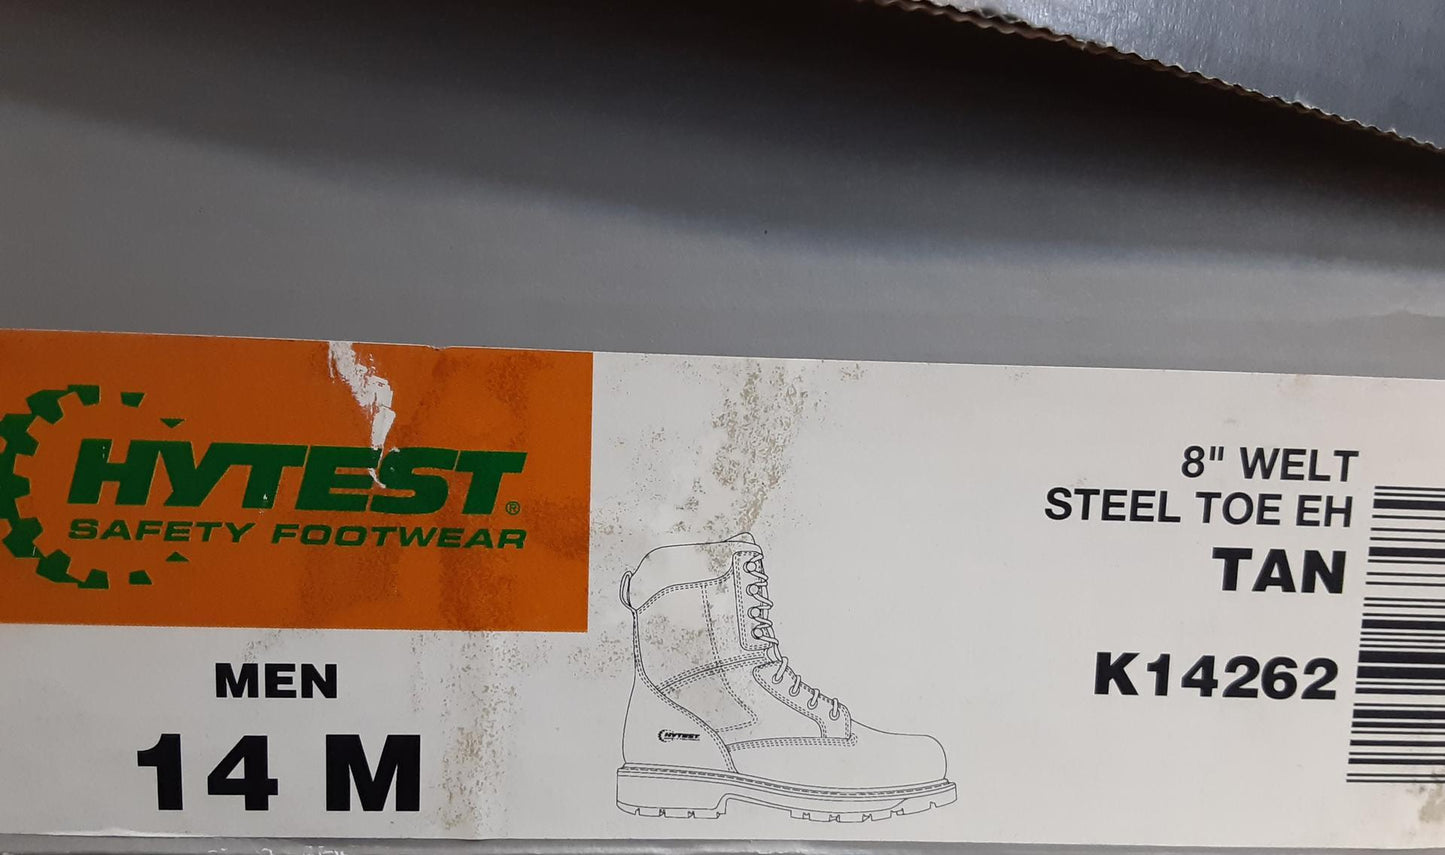 HYTEST®
SAFETY FOOTWEAR
MEN
14 M
HYTEST
8" WELT
STEEL TOE EH
TAN
K14262